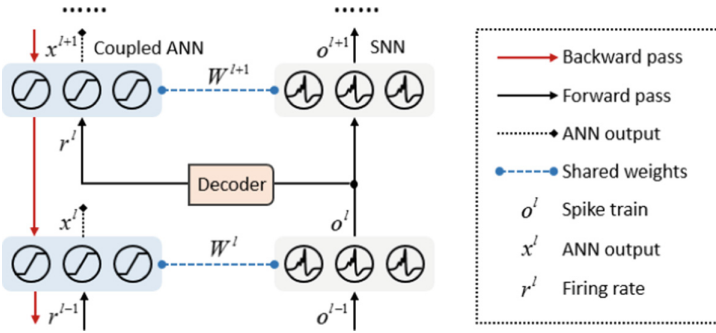 ...... ......
x^{l+1} Coupled ANN o^{l+1} SNN
W^{l+1}
r^l
Decoder
x^l o^l
W^l
r^{l-1} o^{l-1}
Backward pass
Forward pass
ANN output
Shared weights
o^l Spike train
x^l ANN output
r^l Firing rate